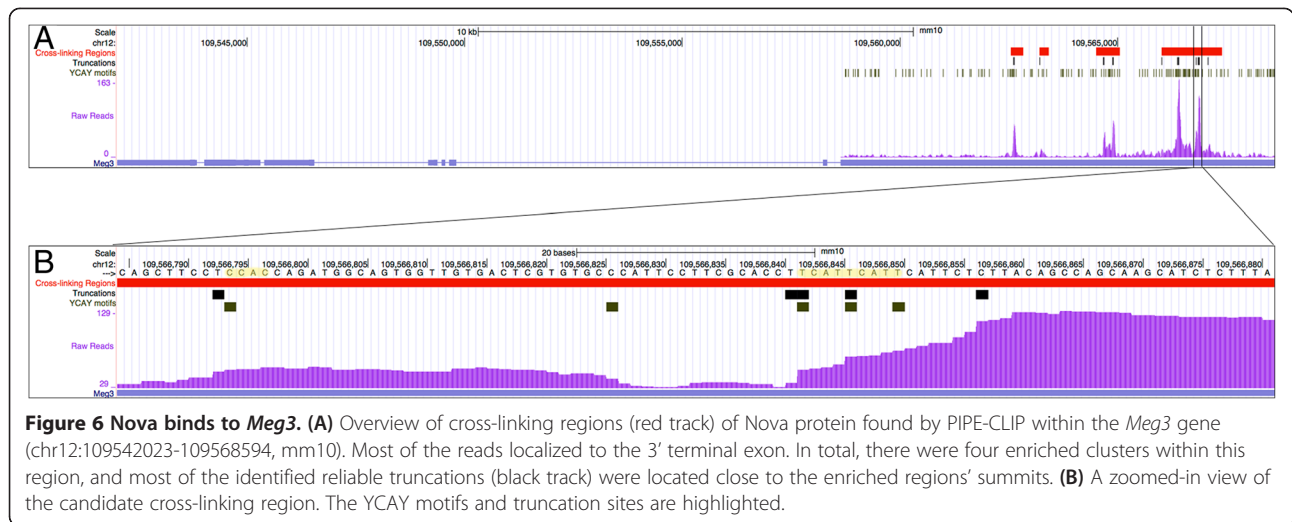 A
Scale
10 kb
mm10
chr12:
109,545,000
109,550,000
109,555,000
109,560,000
109,565,000
Cross-linking Regions
Truncations
YCAY motifs
163 -
Raw Reads
0 _
Meg3
B
Scale
20 bases
mm10
chr12:
109,566,790
109,566,795
109,566,800
109,566,805
109,566,810
109,566,815
109,566,820
109,566,825
109,566,830
109,566,835
109,566,840
109,566,845
109,566,850
109,566,855
109,566,860
109,566,865
109,566,870
109,566,875
109,566,880
---> C A G C T T C C T C C A C C A G A T G G C A G T G G T T G T G A C T C G T G T G C C C A T T C C T T C G C A C C T T C A T T C A T T C A T T C T C T T A C A G C C A G C A A G C A T C T C T T T A
Cross-linking Regions
Truncations
YCAY motifs
129 -
Raw Reads
29 _
Meg3
Figure 6 Nova binds to Meg3. (A) Overview of cross-linking regions (red track) of Nova protein found by PIPE-CLIP within the Meg3 gene
(chr12:109542023-109568594, mm10). Most of the reads localized to the 3’ terminal exon. In total, there were four enriched clusters within this
region, and most of the identified reliable truncations (black track) were located close to the enriched regions’ summits. (B) A zoomed-in view of
the candidate cross-linking region. The YCAY motifs and truncation sites are highlighted.